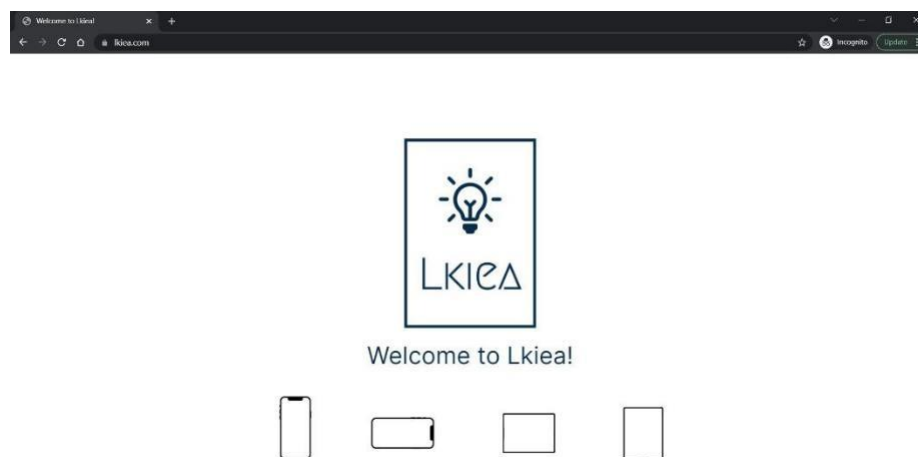 Welcome to Lkiea!
lkiea.com
Incognito
Update
Lkiea
Welcome to Lkiea!